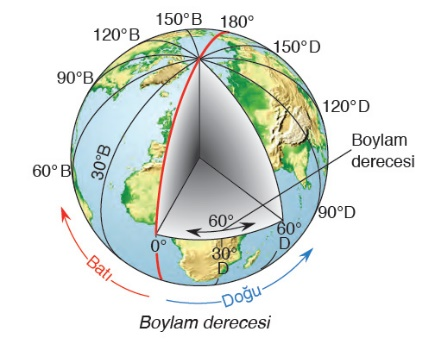 150°B 180°
120°B
150°D
90°B
120°D
Boylam
derecesi
60°B
30°B
90°D
60°
60°
D
0°
30°
D
Batı
Doğu
Boylam derecesi